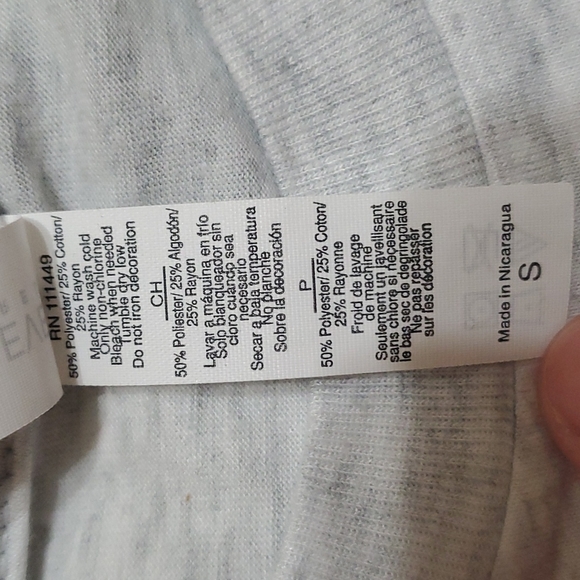 RN 111449
50% Polyester/ 25% Cotton/
25% Rayon
Machine wash cold
Only non-chlorine
Bleach when needed
Tumble dry low
Do not iron decoration
CH
50% Poliester/ 25% Algodón/
25% Rayon
Lavar a máquina en frío
Solo blanqueador sin
cloro cuando sea
necesario
Secar a baja temperatura
No planche
Sobre la decoración
P
50% Polyester/ 25% Coton/
25% Rayonne
Froid de lavage
de machine
Seulement un javellisant
sans chlore si nécessaire
le bas sec de degringolade
Ne pas repasser
sur les décoration
Made in Nicaragua
S